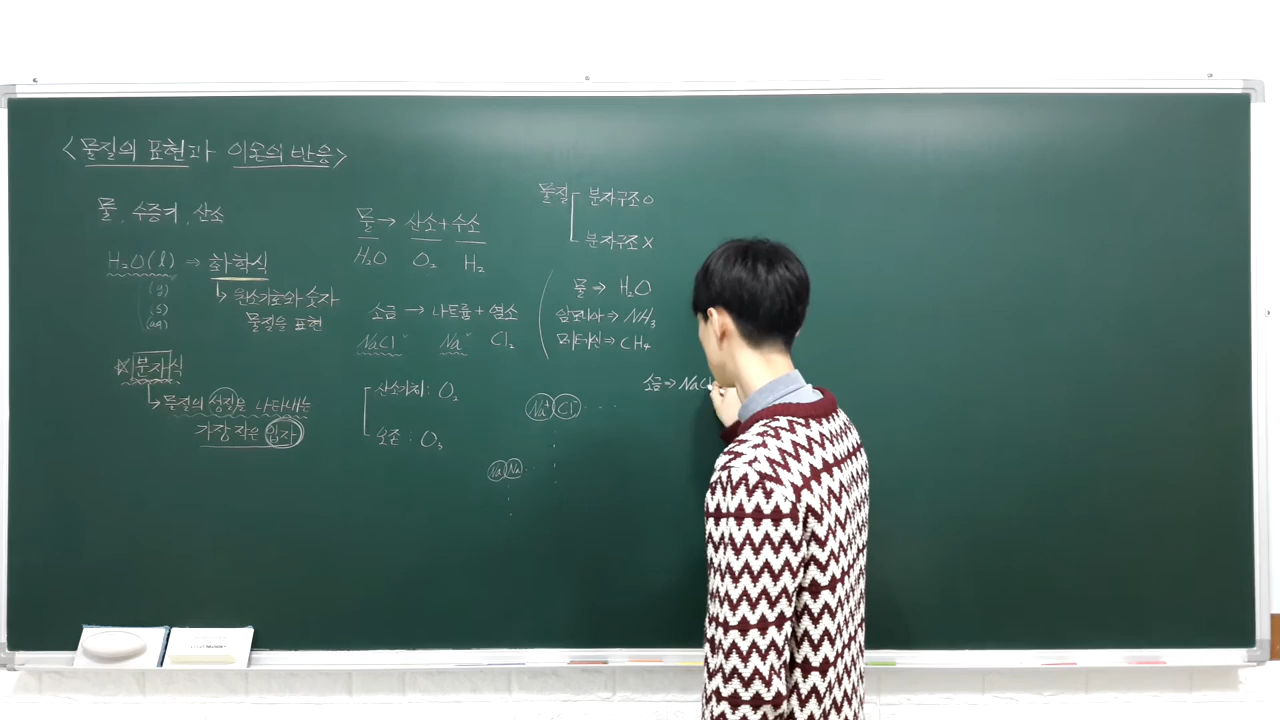 <물질의 표현과 이온의 반응>
물, 수증기, 산소
H₂O(l) ⇒ 화학식
(g)
(s)
(aq)
↳ 원소기호와 숫자
물질을 표현
☆분자식
↳ 물질의 성질을 나타내는
가장 작은 입자
물 → 산소+수소
H₂O O₂ H₂
소금 → 나트륨 + 염소
NaCl Na Cl₂
산소기체: O₂
오존 : O₃
물질 분자구조 O
분자구조 X
물 ⇒ H₂O
암모니아 ⇒ NH₃
메테인 ⇒ CH₄
소금 ⇒ NaCl
Na⁺ Cl⁻ . . .
Na Na . .